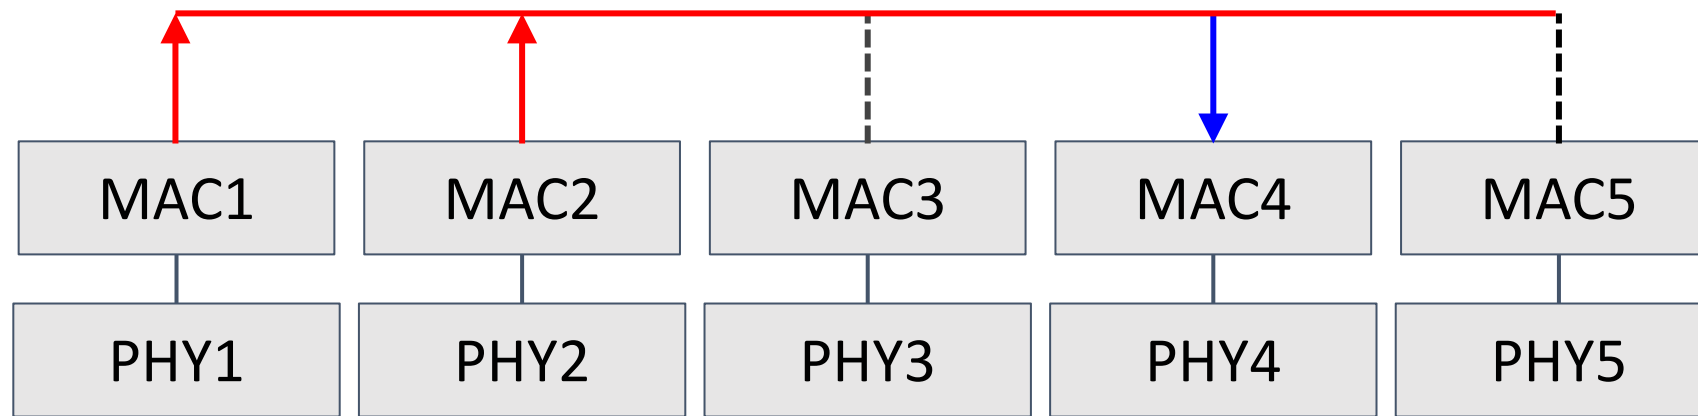 MAC1 MAC2 MAC3 MAC4 MAC5
PHY1 PHY2 PHY3 PHY4 PHY5